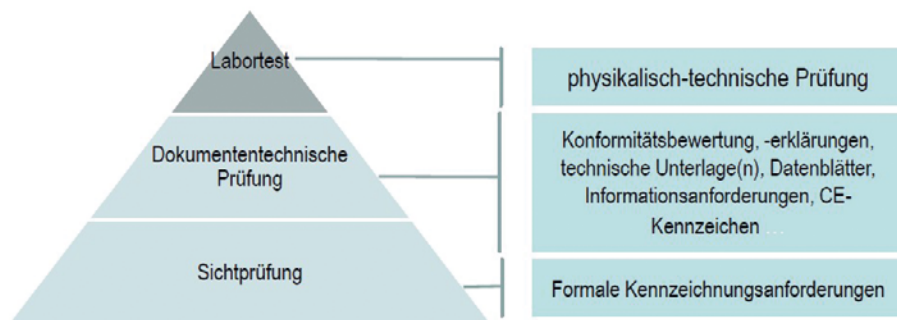 Labortest
physikalisch-technische Prüfung
Dokumententechnische
Prüfung
Konformitätsbewertung, -erklärungen,
technische Unterlage(n), Datenblätter,
Informationsanforderungen, CE-
Kennzeichen ...
Sichtprüfung
Formale Kennzeichnungsanforderungen